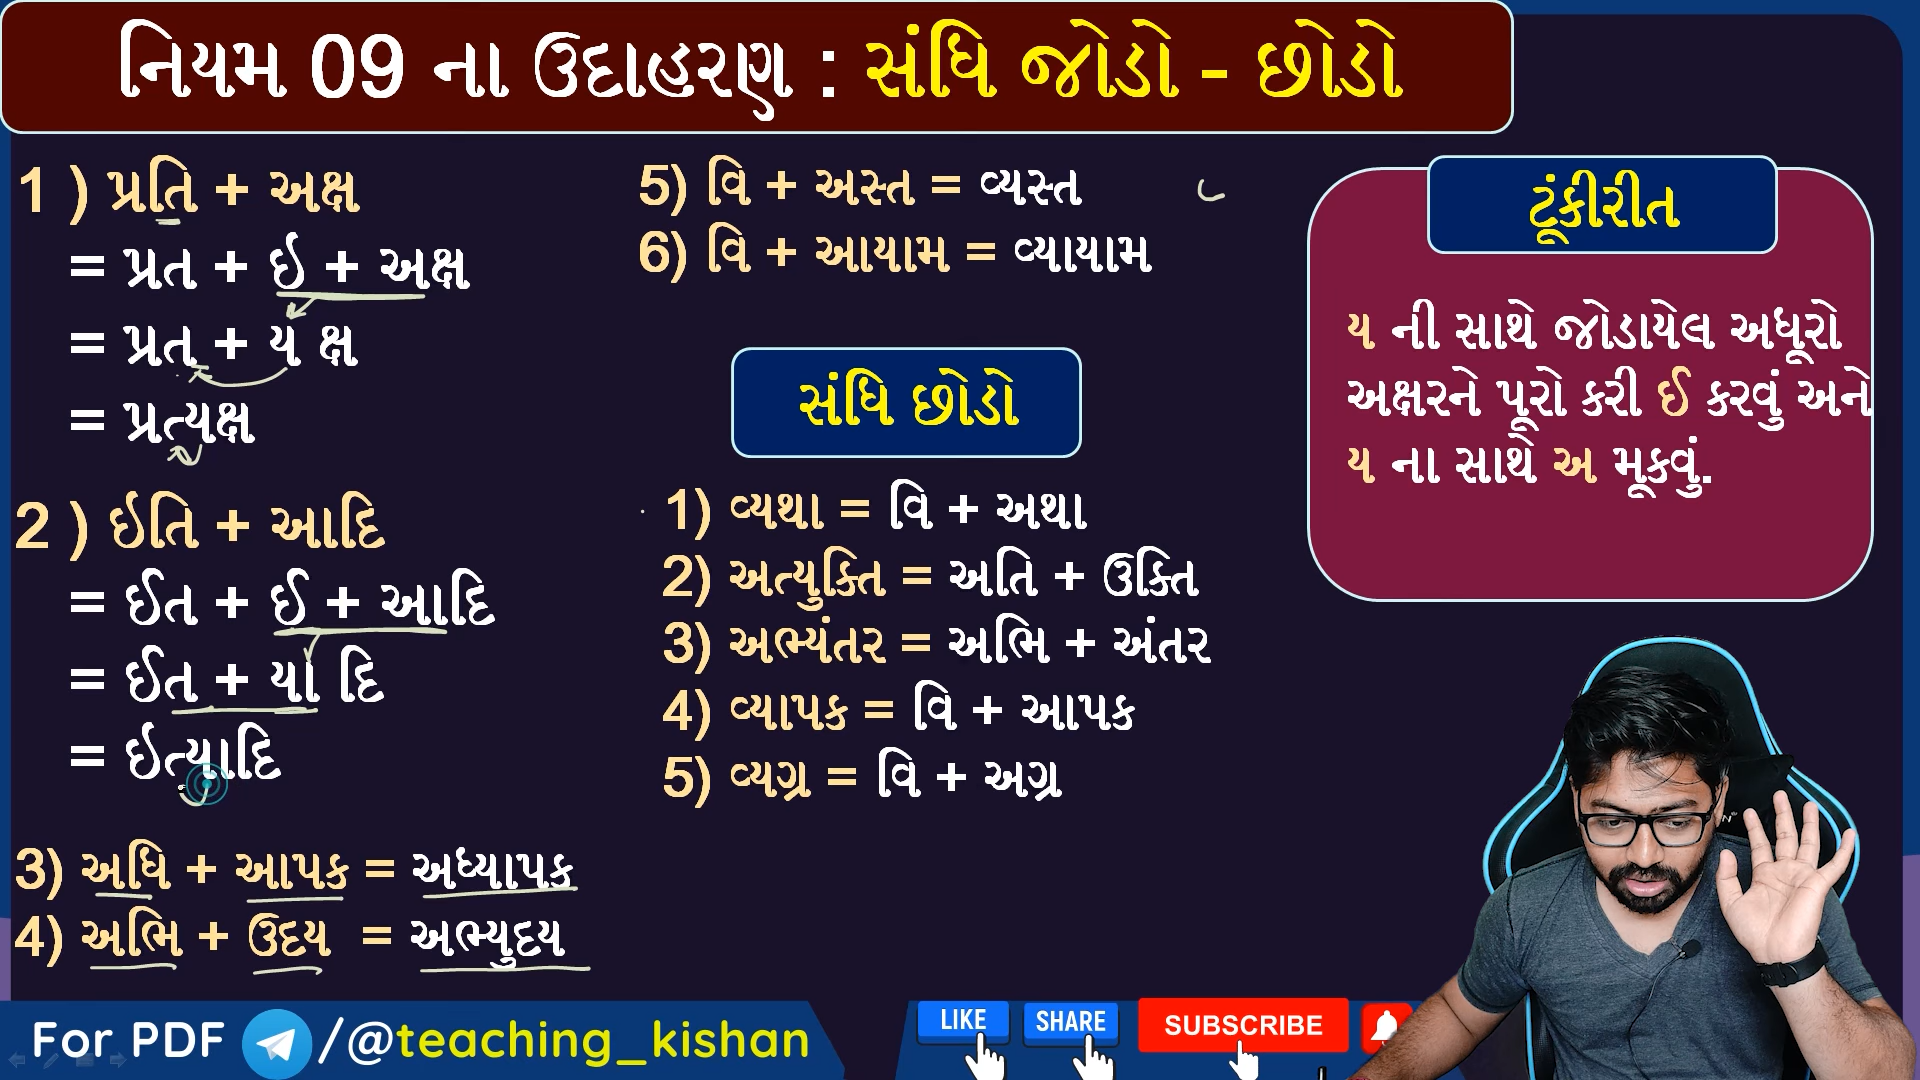 નિયમ 09 ના ઉદાહરણ : સંધિ જોડો - છોડો
1 ) પ્રતિ + અક્ષ
= પ્રત + ઇ + અક્ષ
= પ્રત + ય ક્ષ
= પ્રત્યક્ષ
2 ) ઇતિ + આદિ
= ઈત + ઈ + આદિ
= ઈત + યા દિ
= ઇત્યાદિ
3) અધિ + આપક = અધ્યાપક
4) અભિ + ઉદય = અભ્યુદય
5) વિ + અસ્ત = વ્યસ્ત
6) વિ + આયામ = વ્યાયામ
સંધિ છોડો
1) વ્યથા = વિ + અથા
2) અત્યુક્તિ = અતિ + ઉક્તિ
3) અભ્યંતર = અભિ + અંતર
4) વ્યાપક = વિ + આપક
5) વ્યગ્ર = વિ + અગ્ર
ટૂંકીરીત
ય ની સાથે જોડાયેલ અધૂરો
અક્ષરને પૂરો કરી ઈ કરવું અને
ય ના સાથે અ મૂકવું.
For PDF /@teaching_kishan
LIKE SHARE SUBSCRIBE